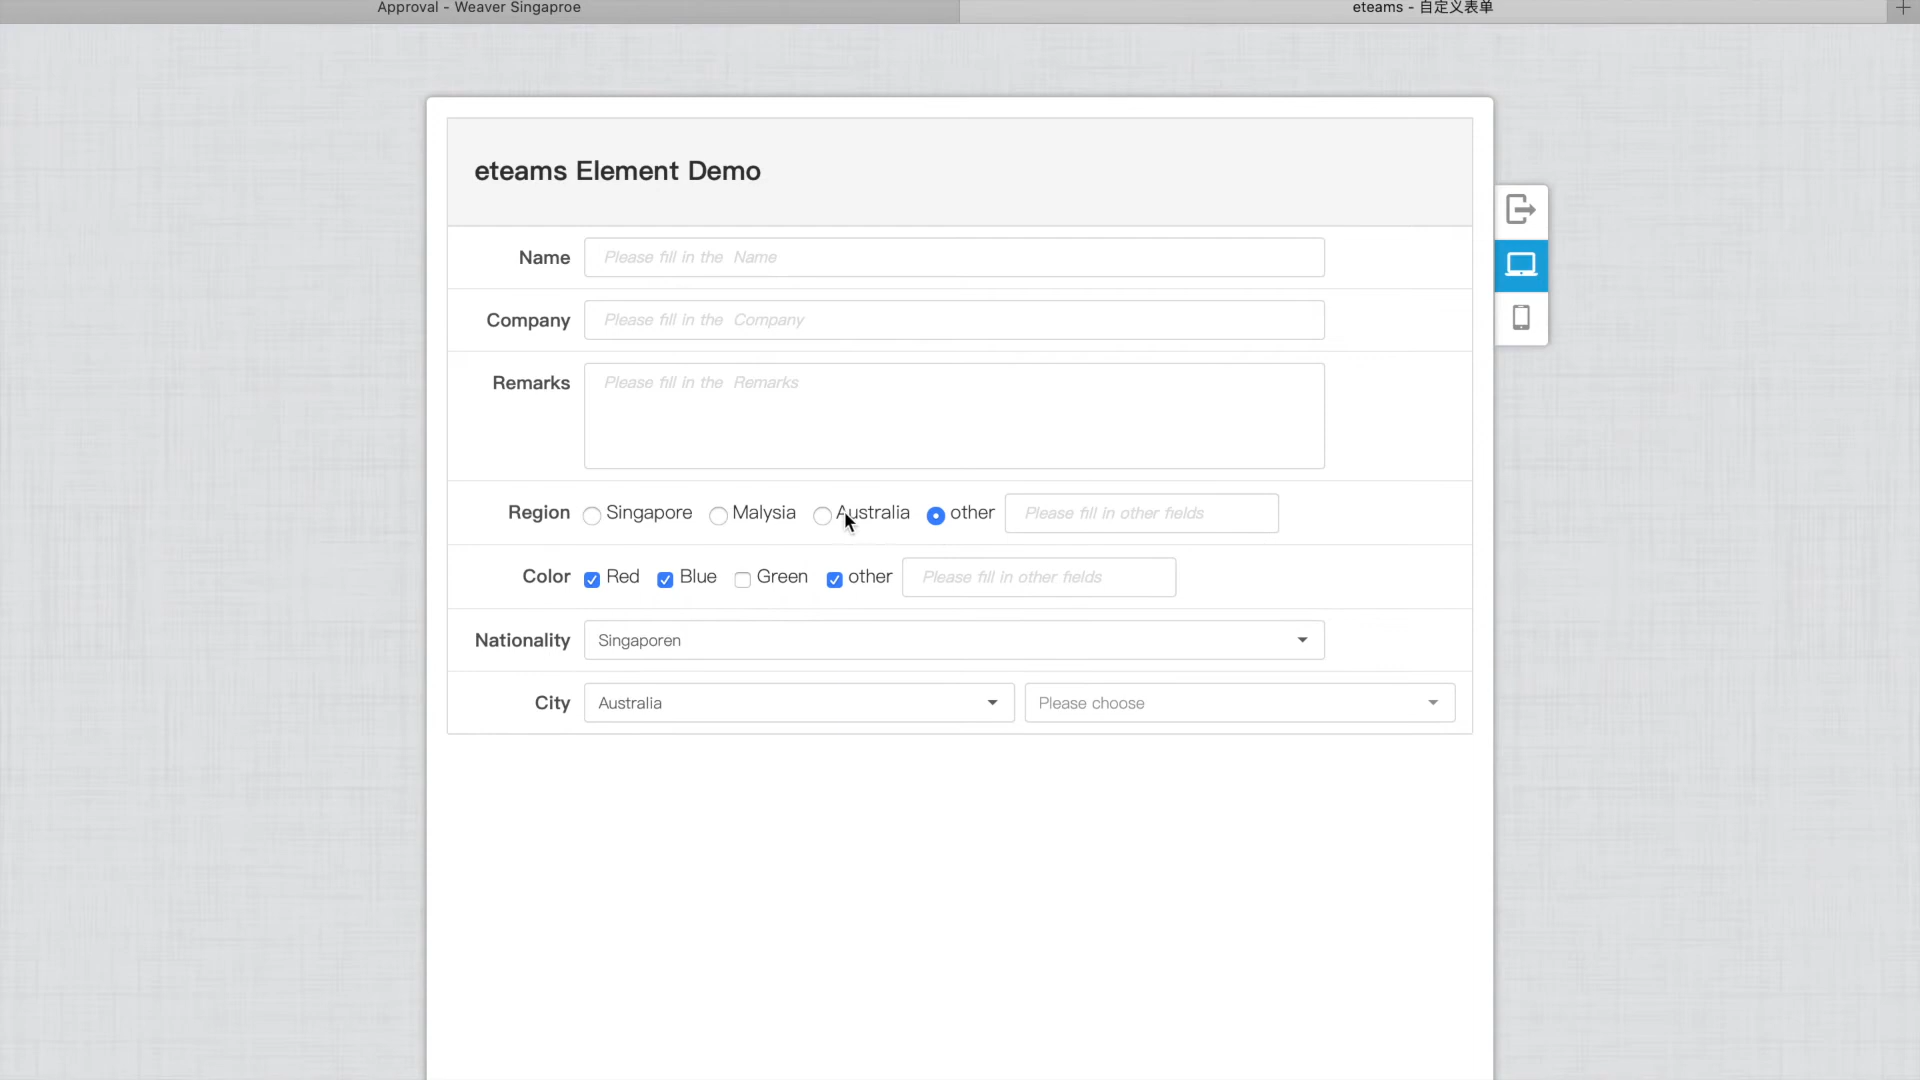 Approval - Weaver Singaproe
eteams - 自定义表单
eteams Element Demo
Name Please fill in the Name
Company Please fill in the Company
Remarks Please fill in the Remarks
Region Singapore Malysia Australia other Please fill in other fields
Color Red Blue Green other Please fill in other fields
Nationality Singaporen
City Australia Please choose